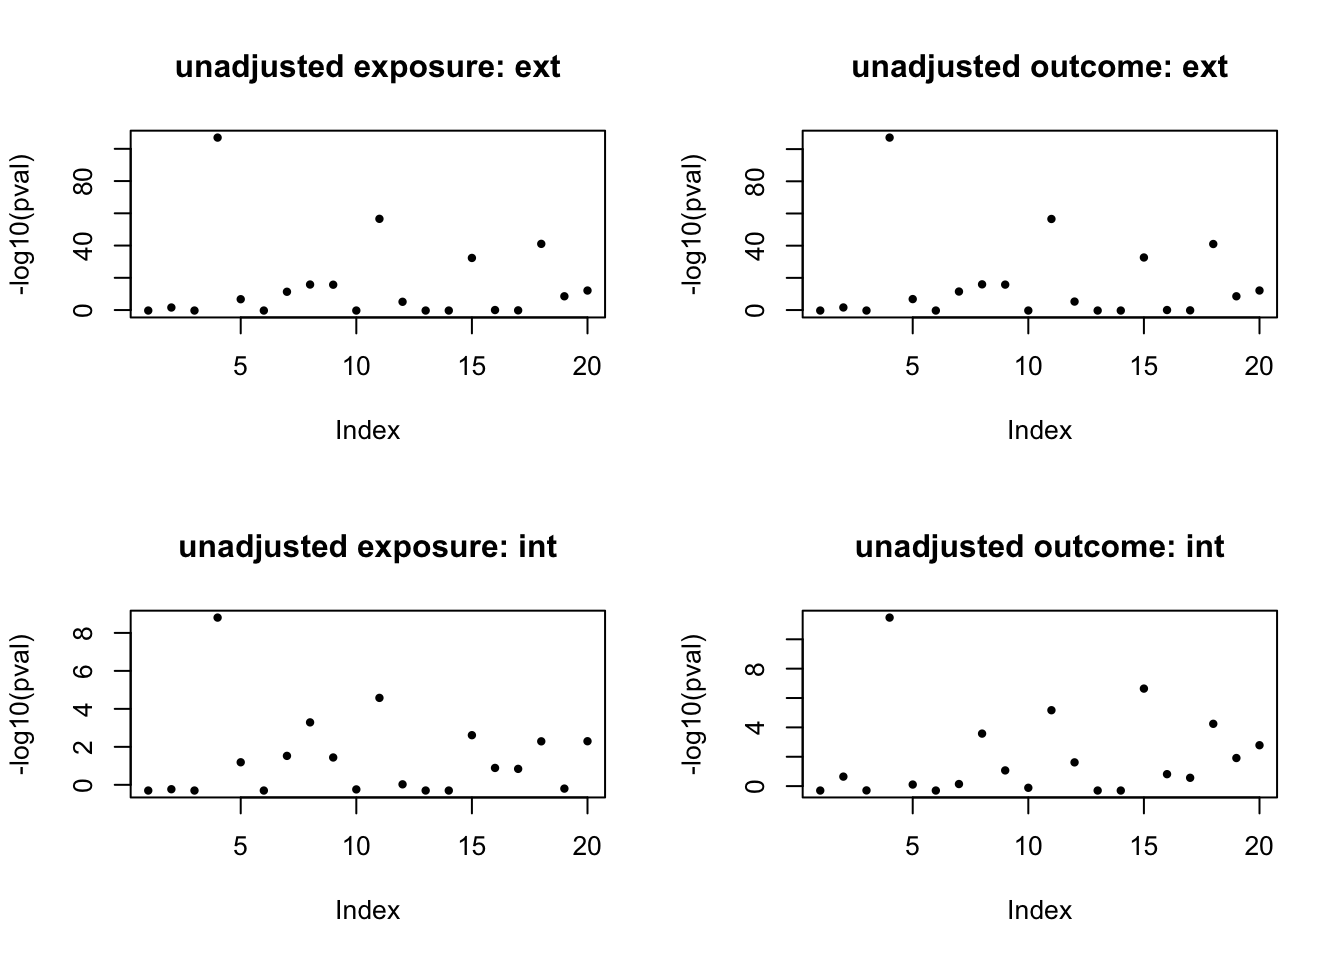 unadjusted exposure: ext
-log10(pval)
0 40 80
5 10 15 20
Index
unadjusted outcome: ext
-log10(pval)
0 40 80
5 10 15 20
Index
unadjusted exposure: int
-log10(pval)
0 2 4 6 8
5 10 15 20
Index
unadjusted outcome: int
-log10(pval)
0 4 8
5 10 15 20
Index